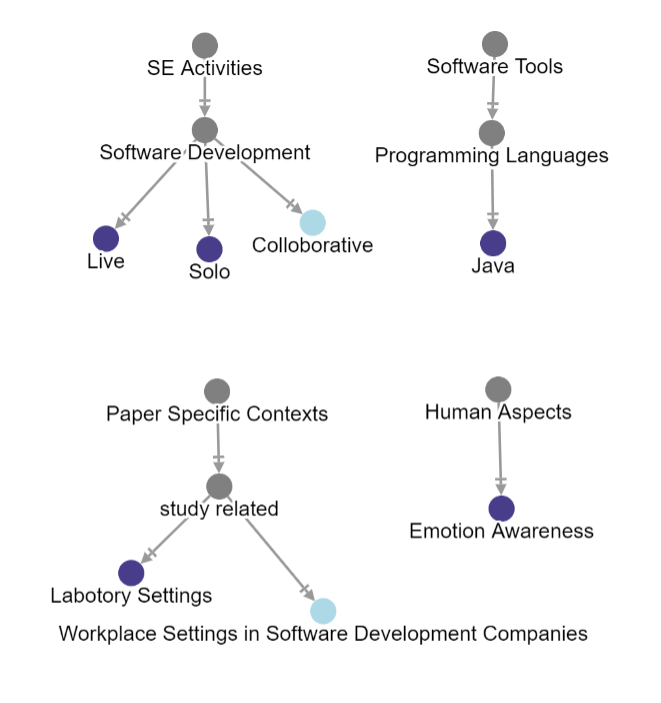 SE Activities
Software Tools
Software Development
Programming Languages
Live
Solo
Colloborative
Java
Paper Specific Contexts
Human Aspects
study related
Emotion Awareness
Labotory Settings
Workplace Settings in Software Development Companies